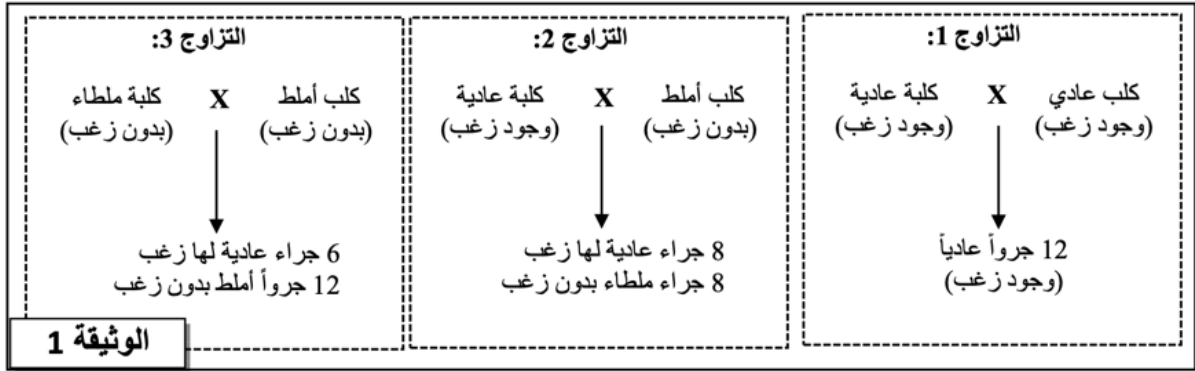 التزاوج 1:
كلب عادي X كلبة عادية
(وجود زغب) (وجود زغب)
12 جرواً عادياً
(وجود زغب)
التزاوج 2:
كلب أملط X كلبة عادية
(بدون زغب) (وجود زغب)
8 جراء عادية لها زغب
8 جراء ملطاء بدون زغب
التزاوج 3:
كلب أملط X كلبة ملطاء
(بدون زغب) (بدون زغب)
6 جراء عادية لها زغب
12 جرواً أملط بدون زغب
الوثيقة 1